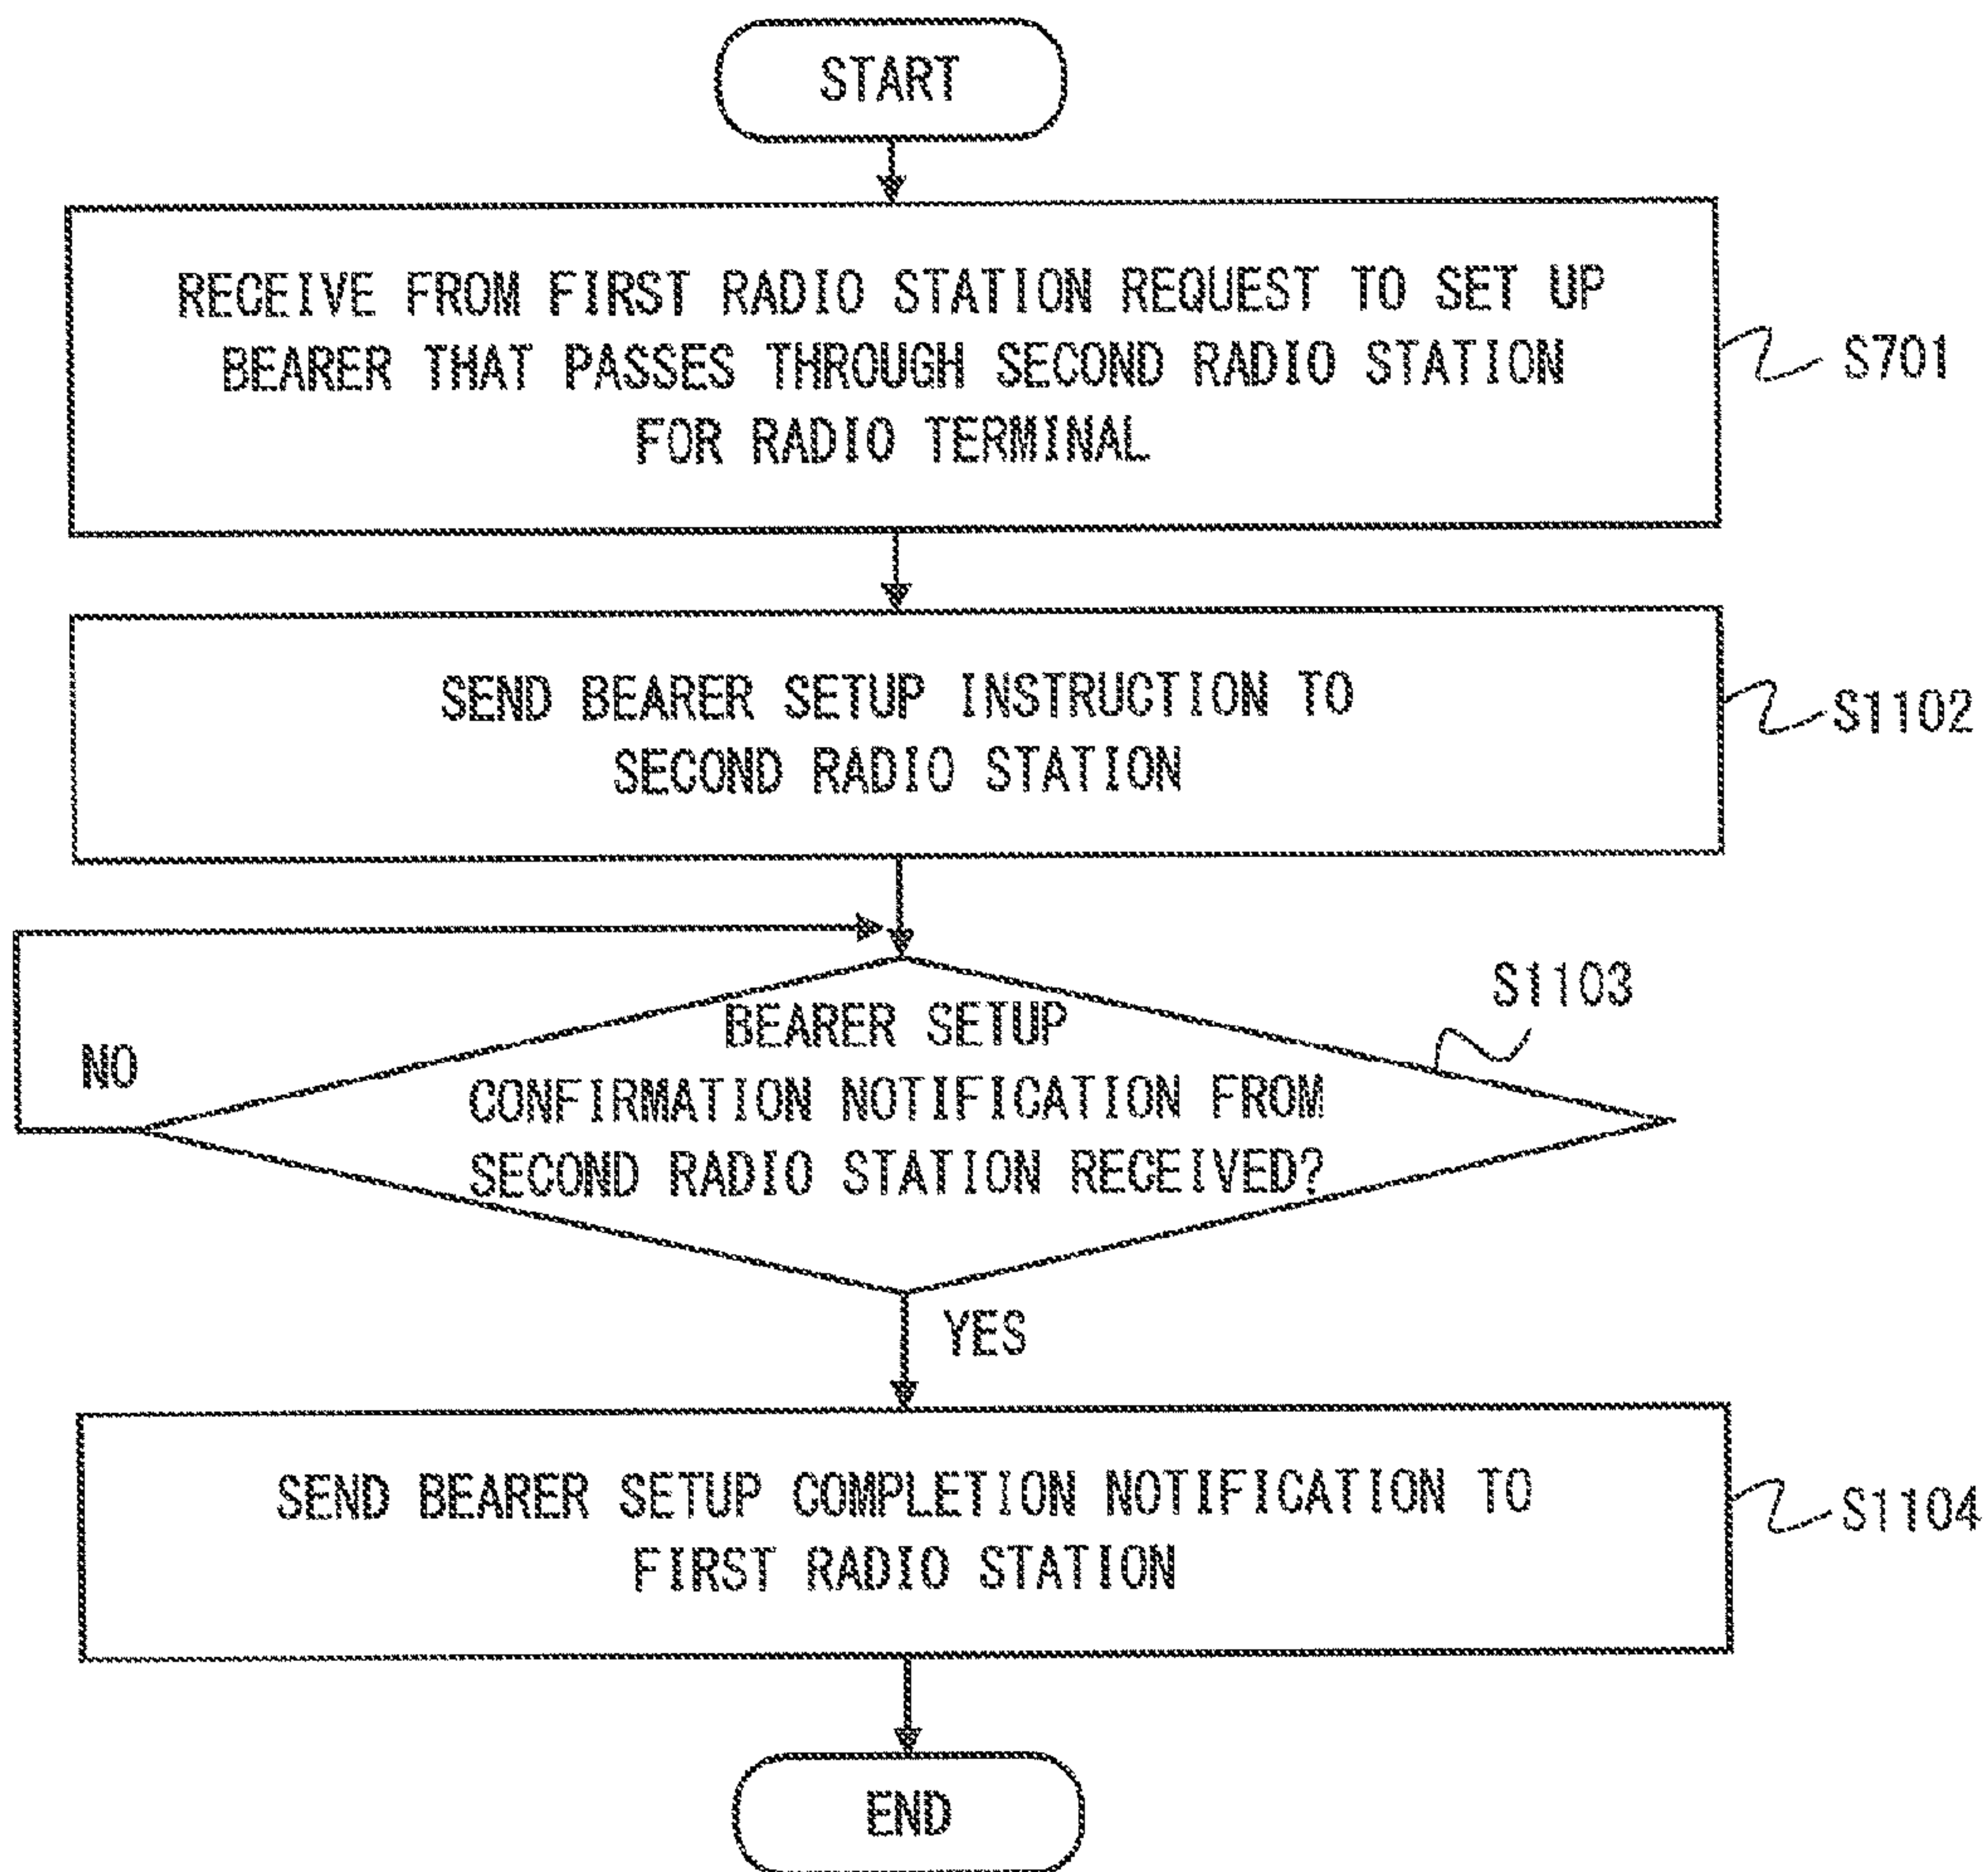 START
RECEIVE FROM FIRST RADIO STATION REQUEST TO SET UP
BEARER THAT PASSES THROUGH SECOND RADIO STATION
FOR RADIO TERMINAL
S701
SEND BEARER SETUP INSTRUCTION TO
SECOND RADIO STATION
S1102
S1103
BEARER SETUP
CONFIRMATION NOTIFICATION FROM
SECOND RADIO STATION RECEIVED?
NO
YES
SEND BEARER SETUP COMPLETION NOTIFICATION TO
FIRST RADIO STATION
S1104
END